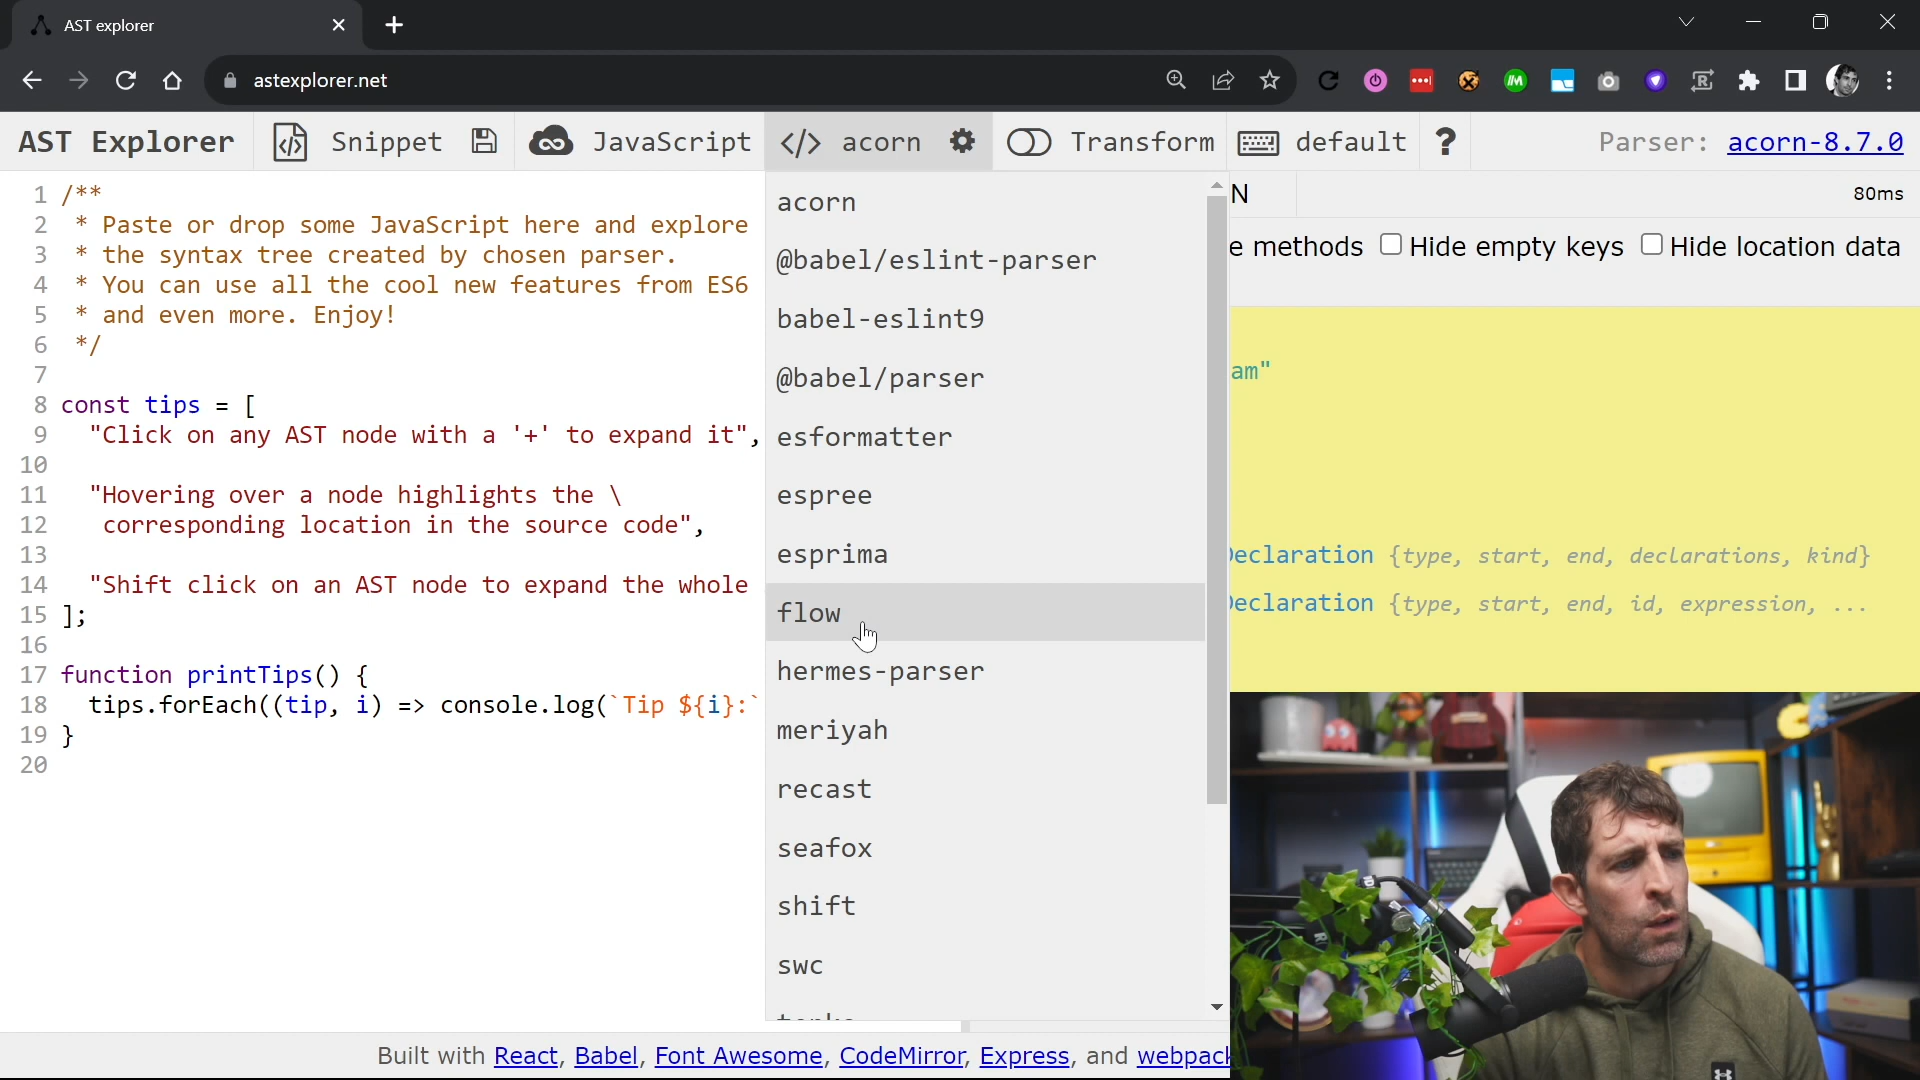 AST explorer
astexplorer.net
AST Explorer Snippet JavaScript </> acorn Transform default ? Parser: acorn-8.7.0
1 /**
2 * Paste or drop some JavaScript here and explore
3 * the syntax tree created by chosen parser.
4 * You can use all the cool new features from ES6
5 * and even more. Enjoy!
6 */
7
8 const tips = [
9 "Click on any AST node with a '+' to expand it",
10
11 "Hovering over a node highlights the \
12 corresponding location in the source code",
13
14 "Shift click on an AST node to expand the whole
15 ];
16
17 function printTips() {
18 tips.forEach((tip, i) => console.log(`Tip ${i}:`
19 }
20
acorn
@babel/eslint-parser
babel-eslint9
@babel/parser
esformatter
espree
esprima
flow
hermes-parser
meriyah
recast
seafox
shift
swc
N
80ms
e methods Hide empty keys Hide location data
am"
Declaration {type, start, end, declarations, kind}
Declaration {type, start, end, id, expression, ...
Built with React, Babel, Font Awesome, CodeMirror, Express, and webpack